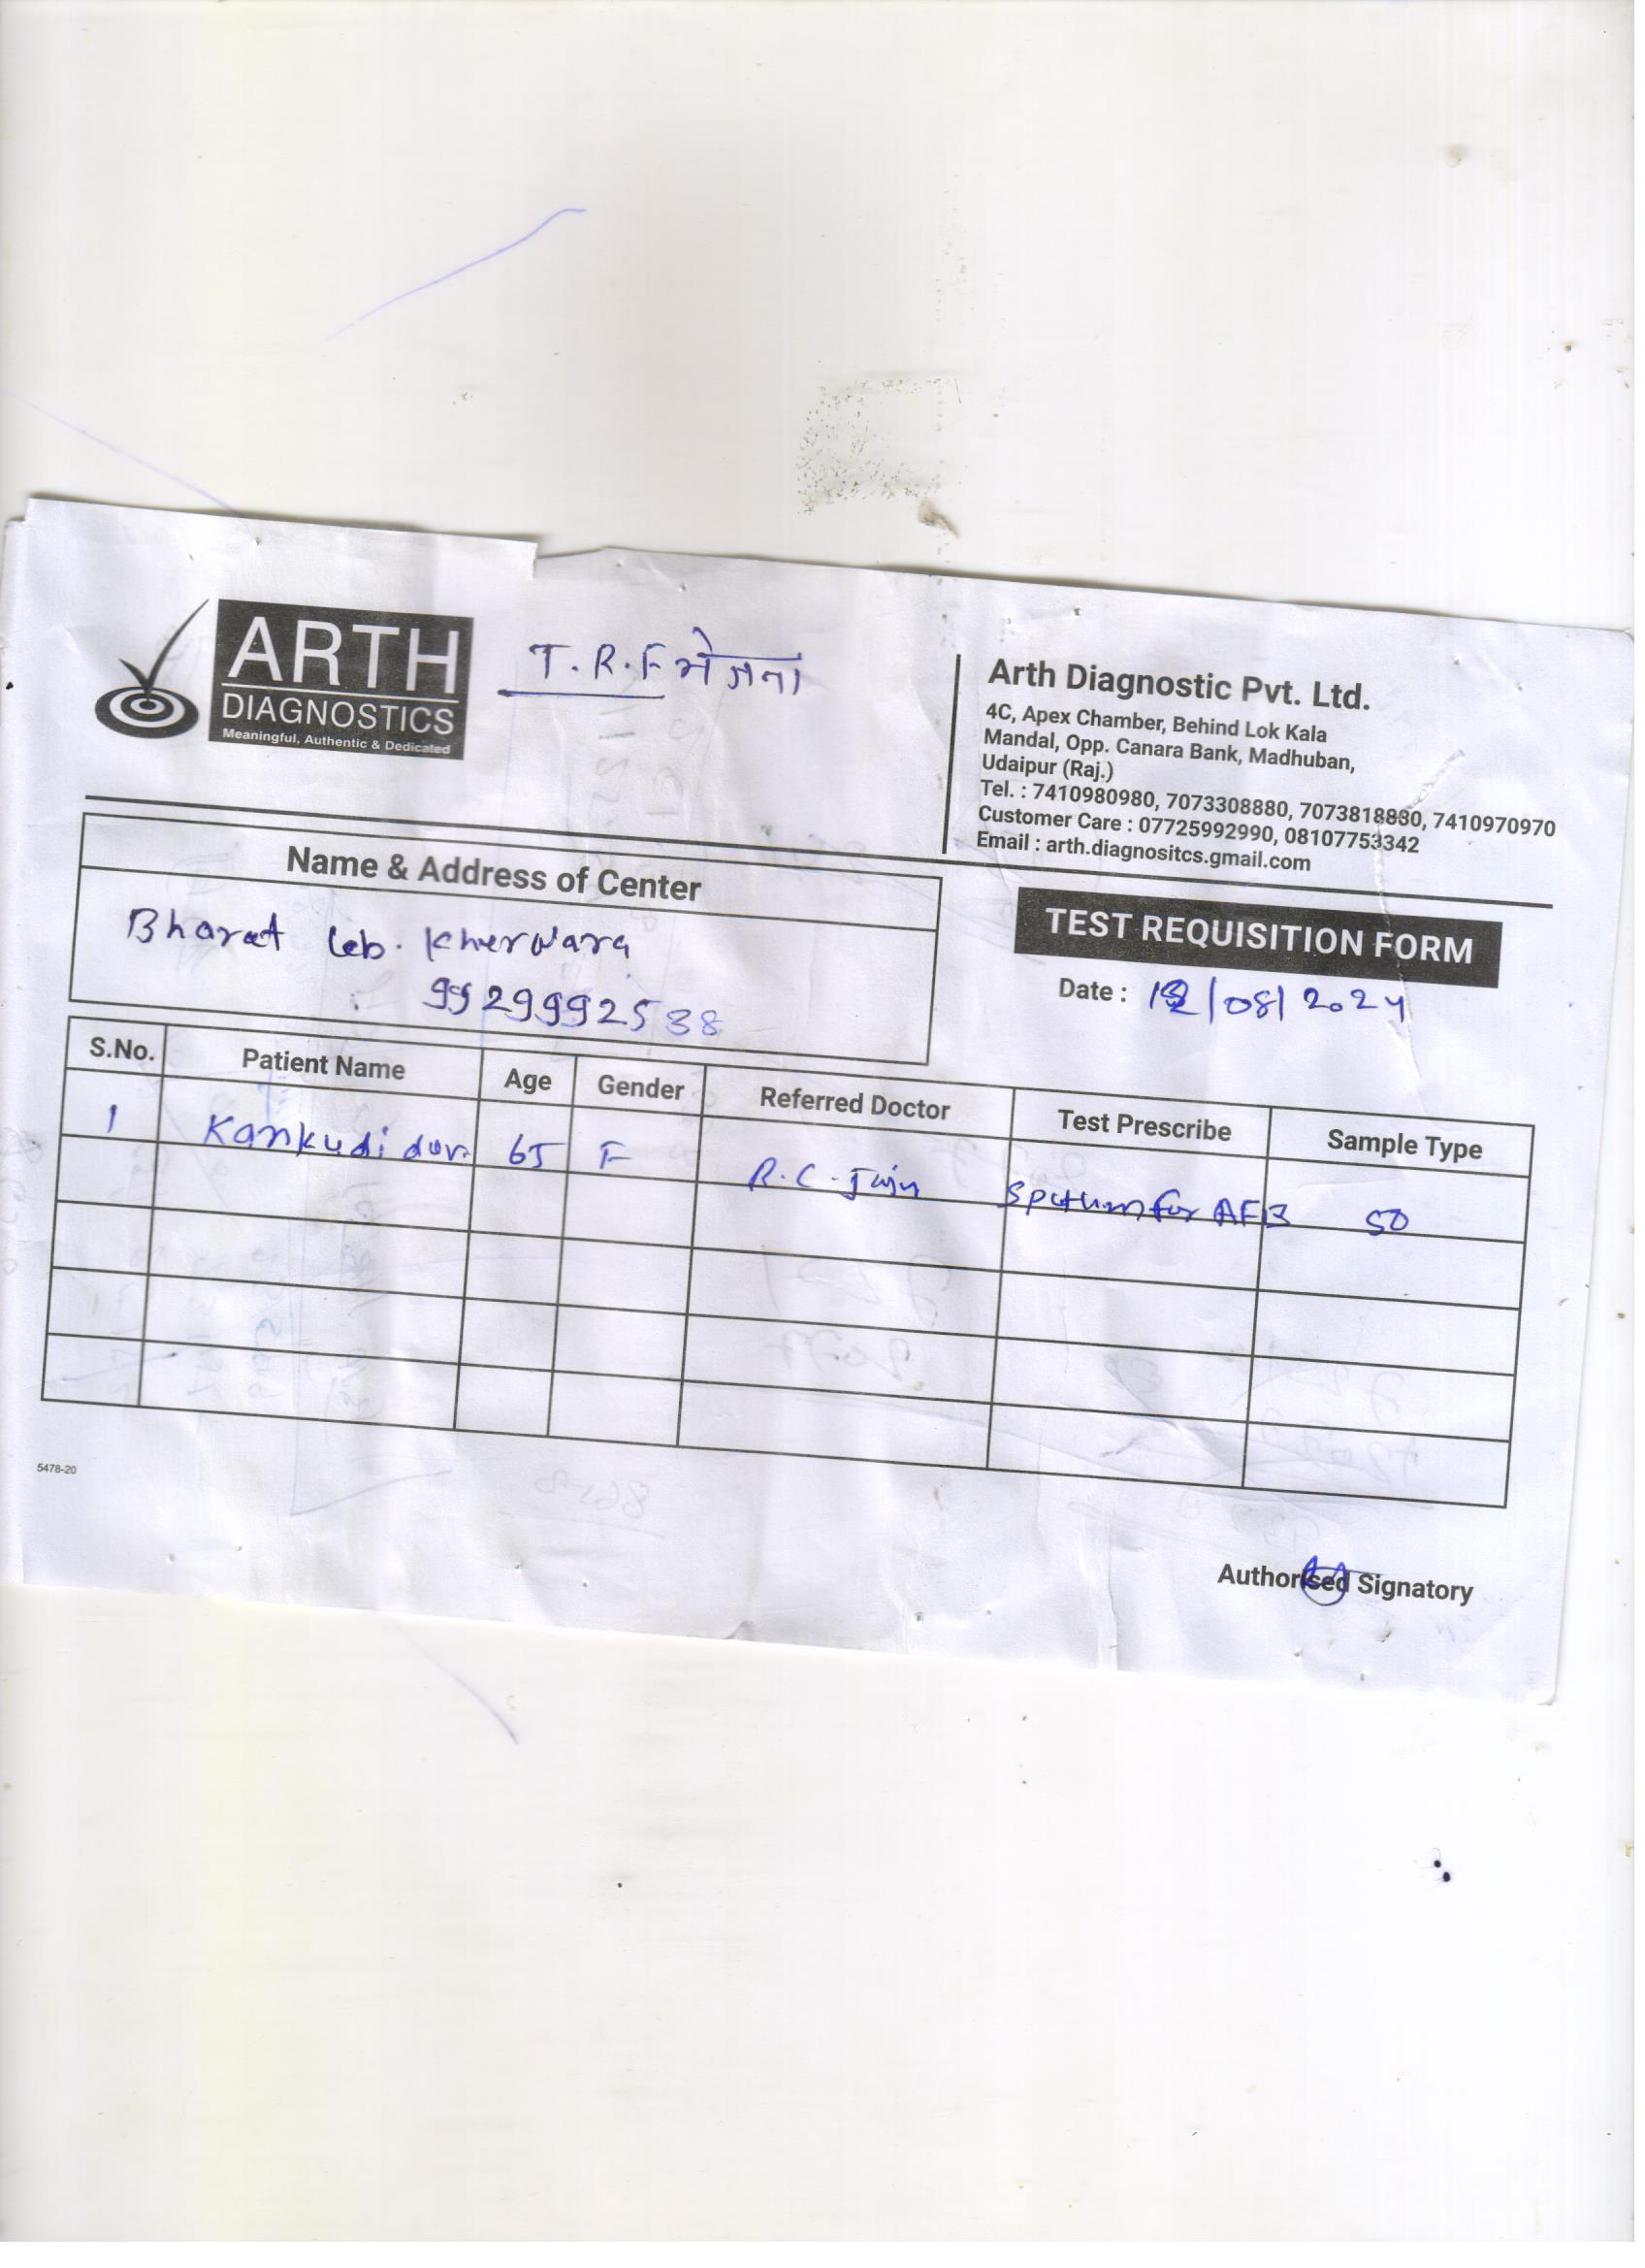 ARTH
DIAGNOSTICS
Meaningful, Authentic & Dedicated
T.R.F भेजना
Arth Diagnostic Pvt. Ltd.
4C, Apex Chamber, Behind Lok Kala
Mandal, Opp. Canara Bank, Madhuban,
Udaipur (Raj.)
Tel. : 7410980980, 7073308880, 7073818880, 7410970970
Customer Care : 07725992990, 08107753342
Email : arth.diagnositcs.gmail.com
Name & Address of Center
Bharat Leb. Kherwara
9929992538
TEST REQUISITION FORM
Date : 12/08/2024
S.No. Patient Name Age Gender Referred Doctor Test Prescribe Sample Type
1 Kankudi 65 F R.C. Jain Sputum for AFB
5478-20
Authorised Signatory